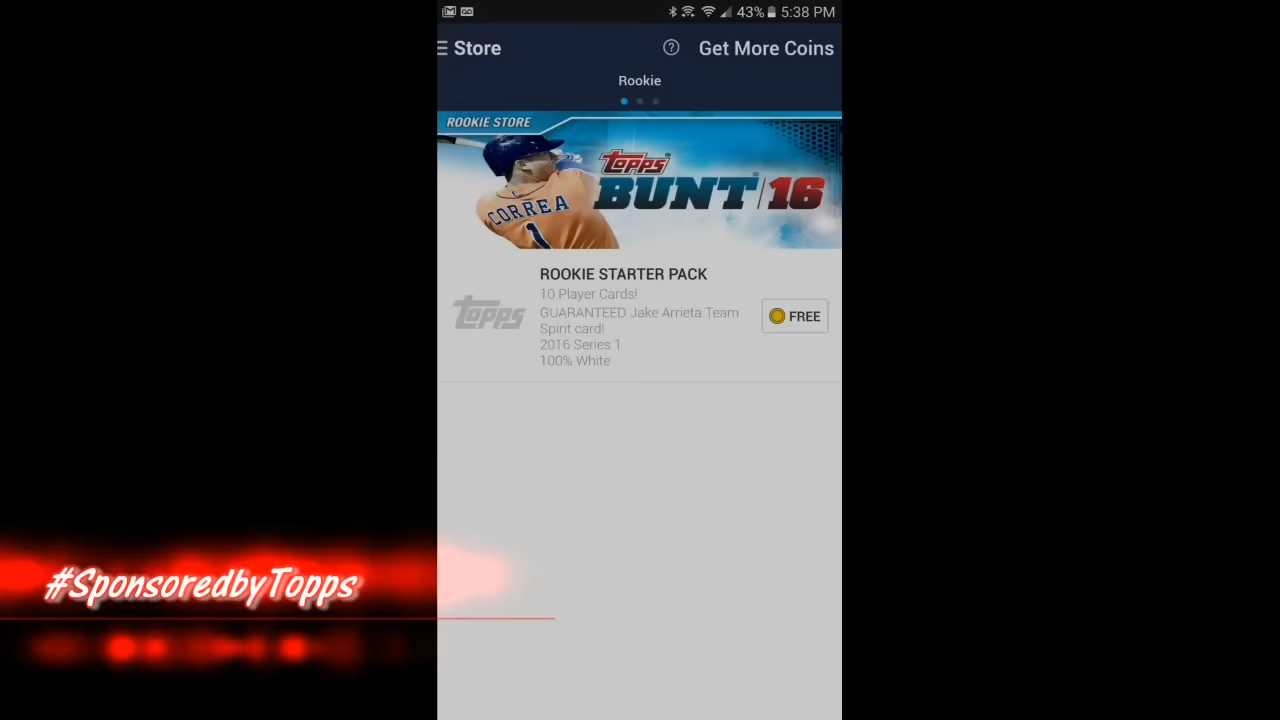 43% 5:38 PM
Store
? Get More Coins
Rookie
ROOKIE STORE
Topps
BUNT 16
CORREA
1
ROOKIE STARTER PACK
10 Player Cards!
GUARANTEED Jake Arrieta Team
Spirit card!
2016 Series 1
100% White
Topps
FREE
#SponsoredbyTopps